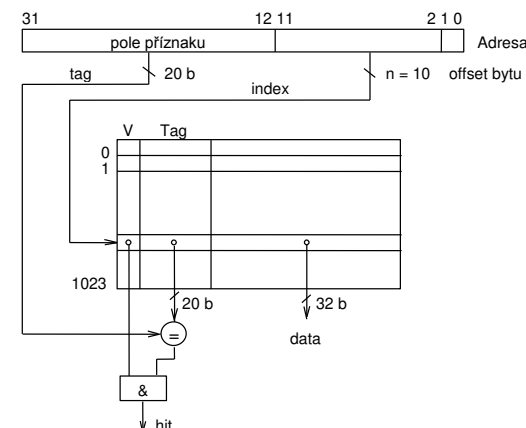 31 12 11 2 1 0
pole příznaku Adresa
tag 20 b n = 10 offset bytu
index
V Tag
0
1
1023
20 b 32 b
= data
&
hit